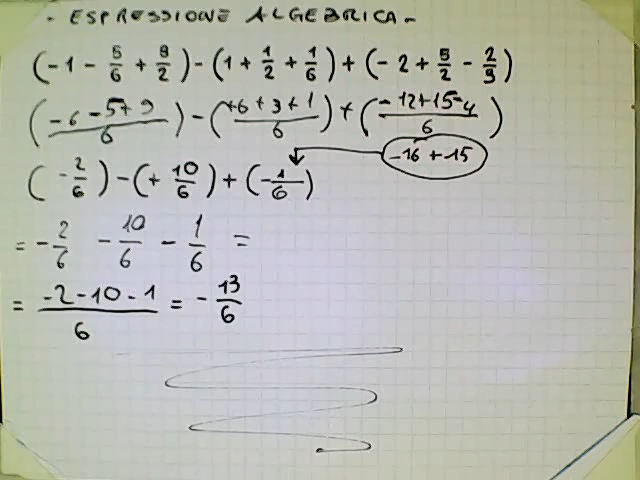 . ESPRESSIONE ALGEBRICA.
(-1 - 5/6 + 9/2) - (1 + 1/2 + 1/6) + (-2 + 5/2 - 2/3)
(-6 -5+9/6) - (+6+3+1/6) + (-12+15-4/6)
-16 +15
(-2/6) - (+10/6) + (-1/6)
= -2/6 -10/6 - 1/6 =
= -2-10-1/6 = -13/6